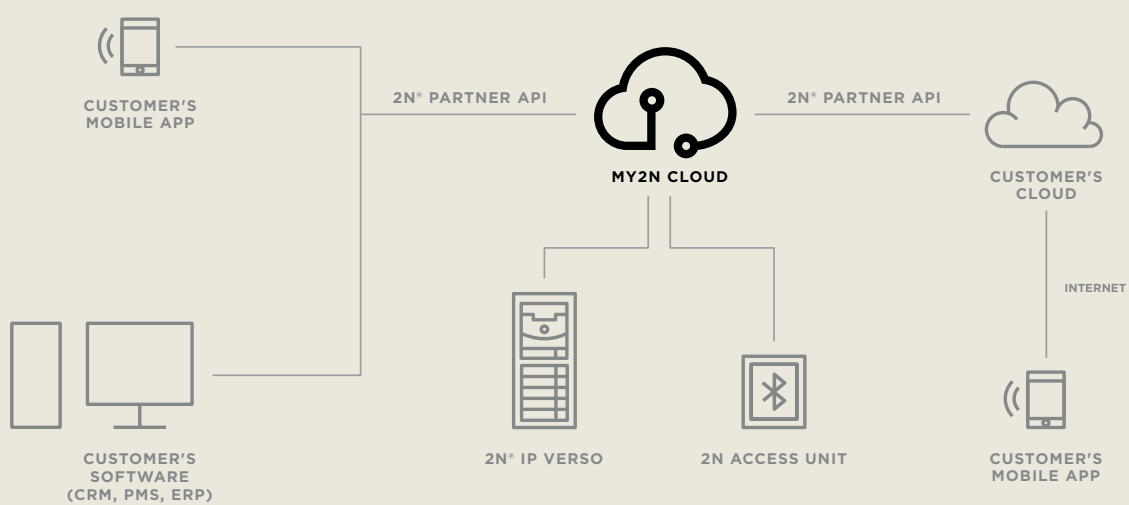 CUSTOMER'S
MOBILE APP
2N® PARTNER API
2N® PARTNER API
MY2N CLOUD
CUSTOMER'S
CLOUD
INTERNET
CUSTOMER'S
SOFTWARE
(CRM, PMS, ERP)
2N® IP VERSO
2N ACCESS UNIT
CUSTOMER'S
MOBILE APP